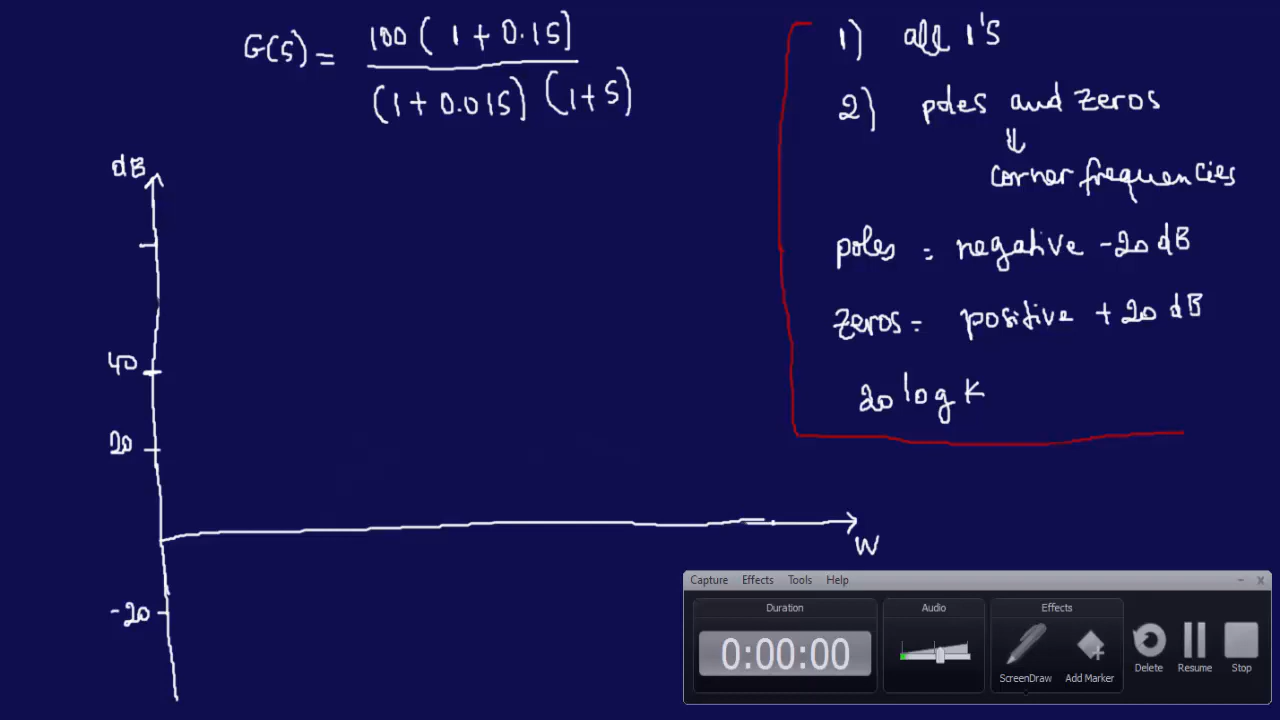 G(S) = 100 ( 1 + 0.1S )
(1 + 0.01S) (1+S)
1) all 1's
2) poles and zeros
⇓
corner frequencies
poles = negative -20 dB
zeros = positive +20 dB
20 log K
dB
40
20
-20
W
Capture Effects Tools Help
Duration Audio Effects
0:00:00
ScreenDraw Add Marker Delete Resume Stop